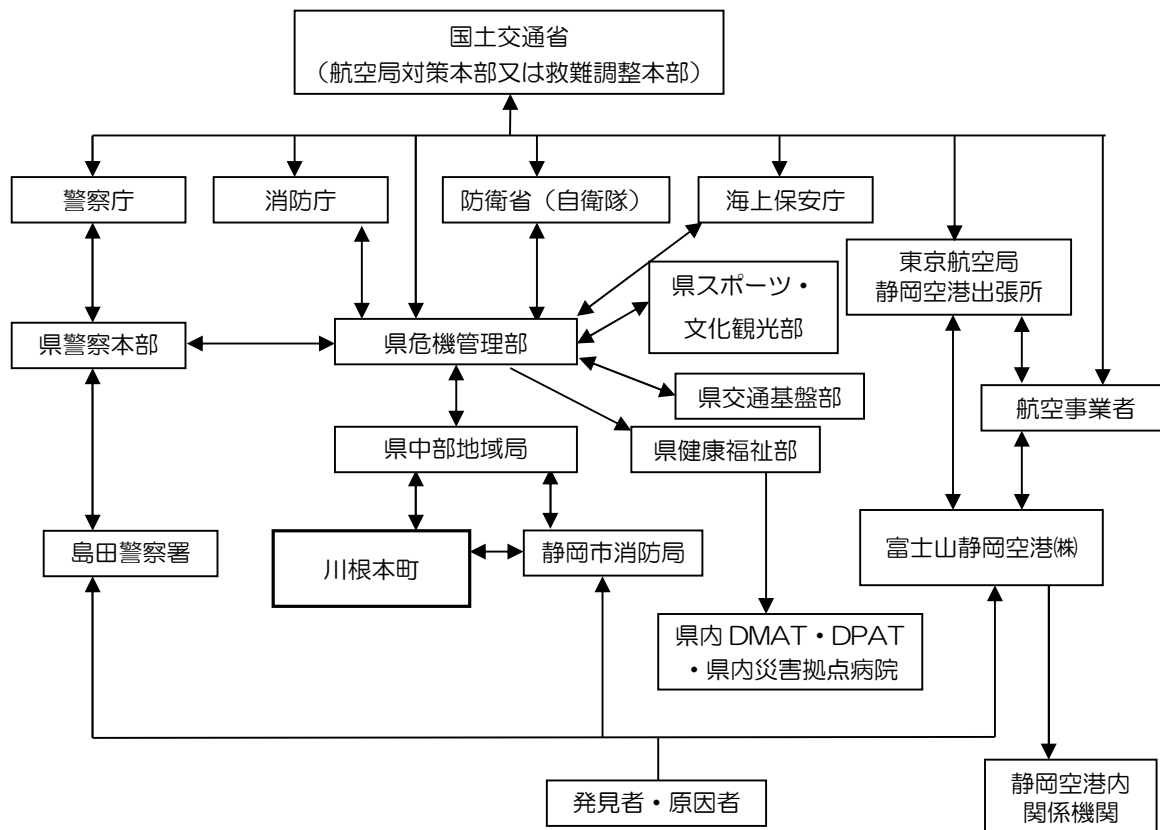 国土交通省
（航空局対策本部又は救難調整本部）
警察庁
消防庁
防衛省（自衛隊）
海上保安庁
東京航空局
静岡空港出張所
県スポーツ・
文化観光部
県警察本部
県危機管理部
県交通基盤部
航空事業者
県中部地域局
県健康福祉部
島田警察署
川根本町
静岡市消防局
富士山静岡空港㈱
県内 DMAT・DPAT
・県内災害拠点病院
発見者・原因者
静岡空港内
関係機関